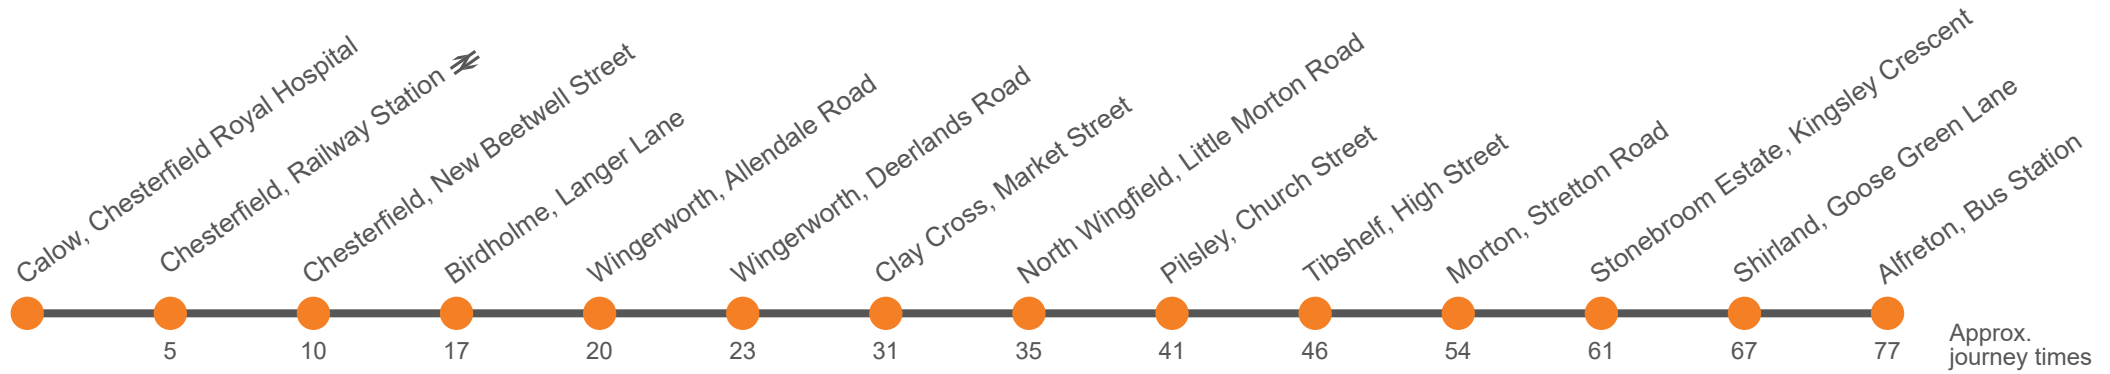 Calow, Chesterfield Royal Hospital
Chesterfield, Railway Station
Chesterfield, New Beetwell Street
Birdholme, Langer Lane
Wingerworth, Allendale Road
Wingerworth, Deerlands Road
Clay Cross, Market Street
North Wingfield, Little Morton Road
Pilsley, Church Street
Tibshelf, High Street
Morton, Stretton Road
Stonebroom Estate, Kingsley Crescent
Shirland, Goose Green Lane
Alfreton, Bus Station
5 10 17 20 23 31 35 41 46 54 61 67 77
Approx.
journey times